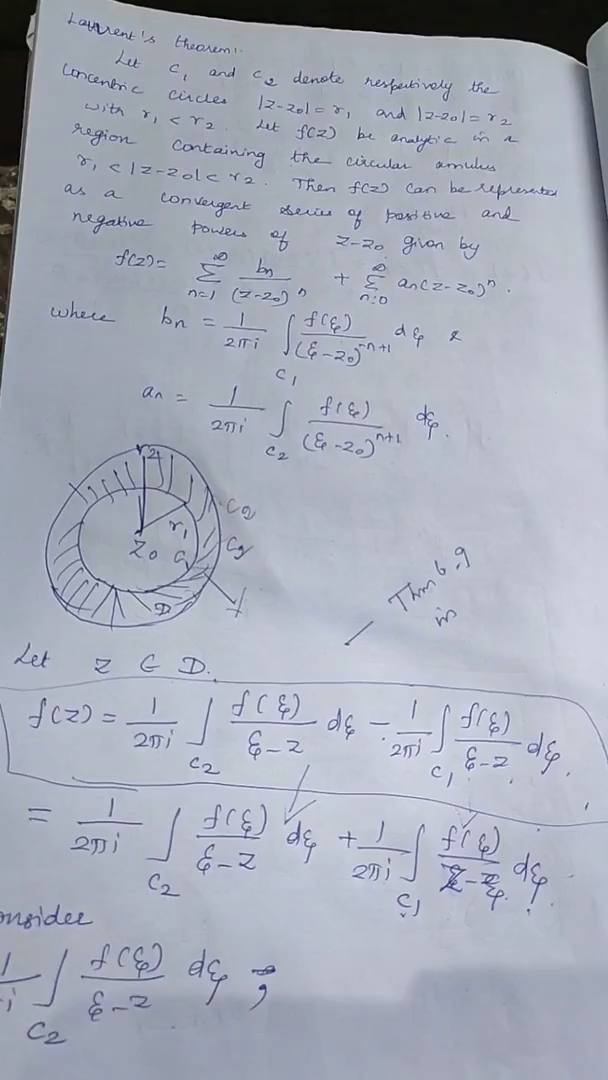 Laurent's theorem:
Let c₁ and c₂ denote respectively the
concentric circles |z-z₀|=r₁ and |z-z₀|=r₂
with r₁ < r₂. Let f(z) be analytic in a
region containing the circular annulus
r₁ < |z-z₀| < r₂. Then f(z) can be represented
as a convergent series of positive and
negative powers of z-z₀ given by
f(z) = ∞∑n=1 bn/(z-z₀)ⁿ + ∞∑n=0 an(z-z₀)ⁿ.
where bn = 1/2πi ∫c₁ f(ξ)/(ξ-z₀)⁻ⁿ⁺¹ dξ &
an = 1/2πi ∫c₂ f(ξ)/(ξ-z₀)ⁿ⁺¹ dξ.
r₂
r₁
z₀
C₁
C₂
C₂
D
Thm 6.9
in
Let z ∈ D.
f(z) = 1/2πi ∫c₂ f(ξ)/ξ-z dξ - 1/2πi ∫c₁ f(ξ)/ξ-z dξ.
= 1/2πi ∫c₂ f(ξ)/ξ-z dξ + 1/2πi ∫c₁ f(ξ)/z-ξ dξ.
onsider
1/i ∫c₂ f(ξ)/ξ-z dξ ;